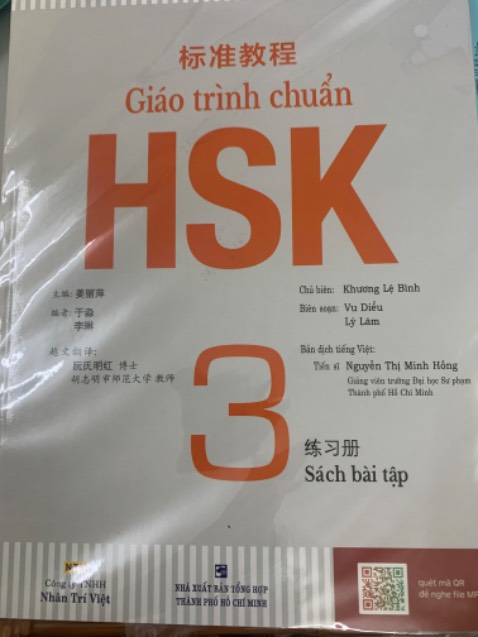 标准教程
Giáo trình chuẩn
HSK
主编: 姜丽萍
编者: 于淼
李琳
越文翻译:
阮氏明红 博士
胡志明市师范大学 教师
Chủ biên: Khương Lệ Bình
Biên soạn: Vu Diểu
Lý Lâm
Bản dịch tiếng Việt:
Tiến sĩ Nguyễn Thị Minh Hồng
Giảng viên trường Đại học Sư phạm
Thành phố Hồ Chí Minh
3
练习册
Sách bài tập
Công ty TNHH
Nhân Trí Việt
NHÀ XUẤT BẢN TỔNG HỢP
THÀNH PHỐ HỒ CHÍ MINH
quét mã QR
để nghe file MP